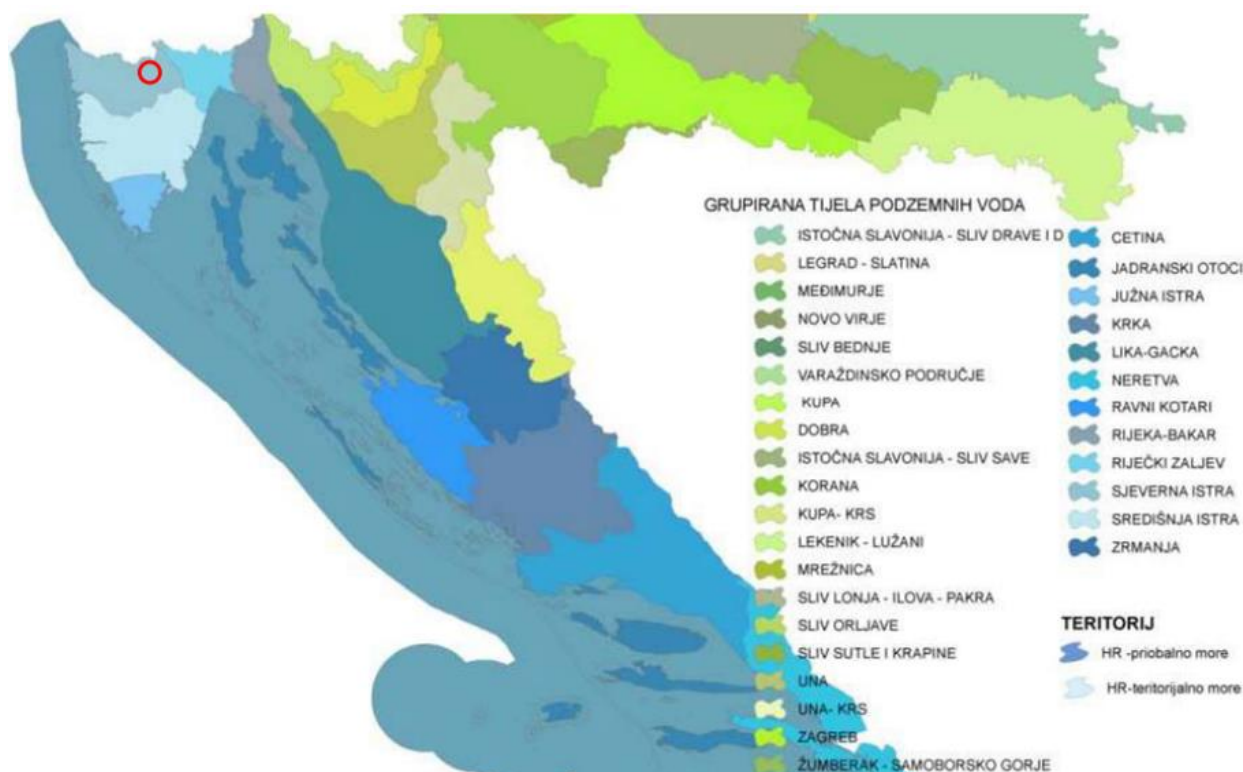 GRUPIRANA TIJELA PODZEMNIH VODA
ISTOČNA SLAVONIJA - SLIV DRAVE I D
LEGRAD - SLATINA
MEĐIMURJE
NOVO VIRJE
SLIV BEDNJE
VARAŽDINSKO PODRUČJE
KUPA
DOBRA
ISTOČNA SLAVONIJA - SLIV SAVE
KORANA
KUPA- KRS
LEKENIK - LUŽANI
MREŽNICA
SLIV LONJA - ILOVA - PAKRA
SLIV ORLJAVE
SLIV SUTLE I KRAPINE
UNA
UNA- KRS
ZAGREB
ŽUMBERAK - SAMOBORSKO GORJE
CETINA
JADRANSKI OTOCI
JUŽNA ISTRA
KRKA
LIKA-GACKA
NERETVA
RAVNI KOTARI
RIJEKA-BAKAR
RIJEČKI ZALJEV
SJEVERNA ISTRA
SREDIŠNJA ISTRA
ZRMANJA
TERITORIJ
HR -priobalno more
HR-teritorijalno more